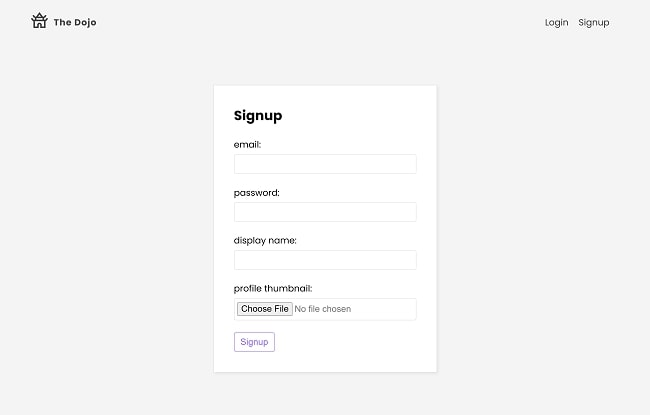 The Dojo
Login Signup
Signup
email:
password:
display name:
profile thumbnail:
Choose File No file chosen
Signup